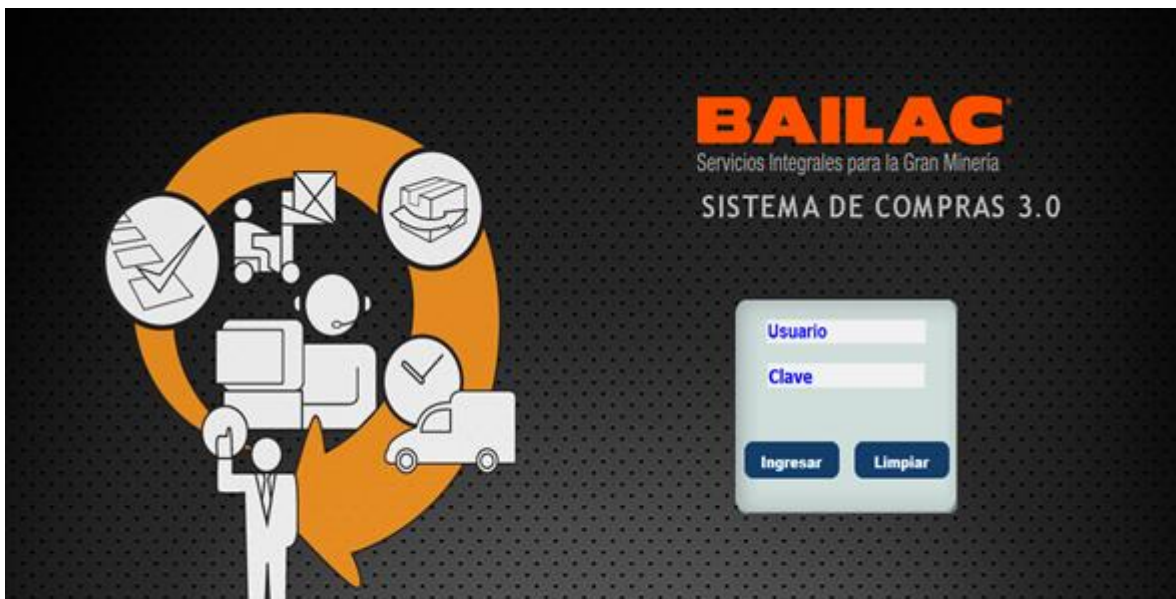 BAILAC
Servicios Integrales para la Gran Minería
SISTEMA DE COMPRAS 3.0
Usuario
Clave
Ingresar Limpiar